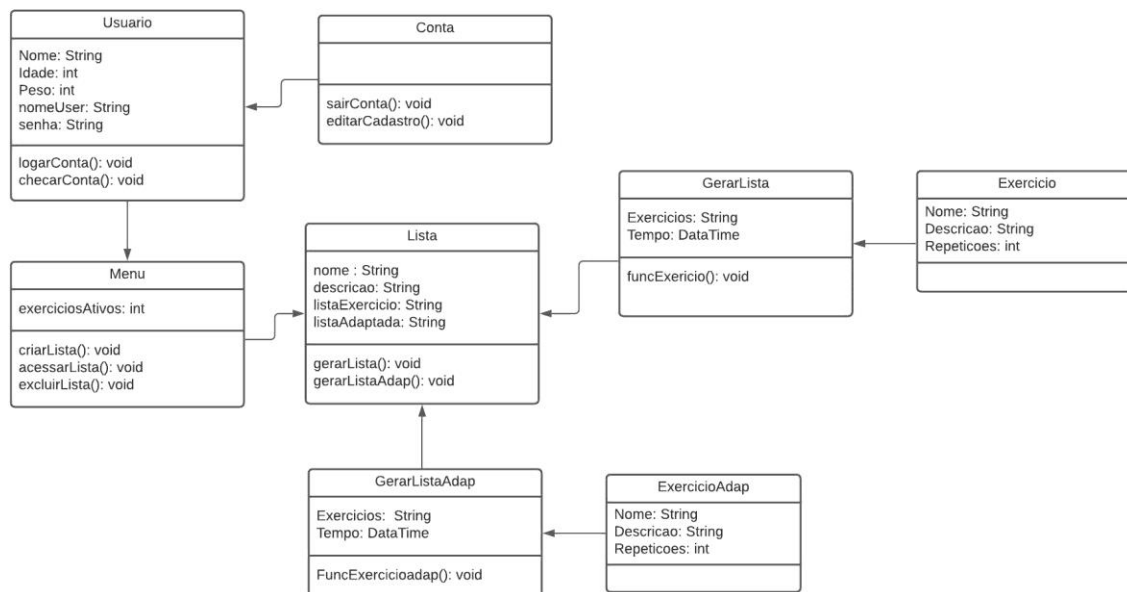 Usuario
Nome: String
Idade: int
Peso: int
nomeUser: String
senha: String
logarConta(): void
checarConta(): void
Conta
sairConta(): void
editarCadastro(): void
GerarLista
Exercicios: String
Tempo: DataTime
funcExericio(): void
Exercicio
Nome: String
Descricao: String
Repeticoes: int
Menu
exerciciosAtivos: int
criarLista(): void
acessarLista(): void
excluirLista(): void
Lista
nome : String
descricao: String
listaExercicio: String
listaAdaptada: String
gerarLista(): void
gerarListaAdap(): void
GerarListaAdap
Exercicios: String
Tempo: DataTime
FuncExercicioadap(): void
ExercicioAdap
Nome: String
Descricao: String
Repeticoes: int